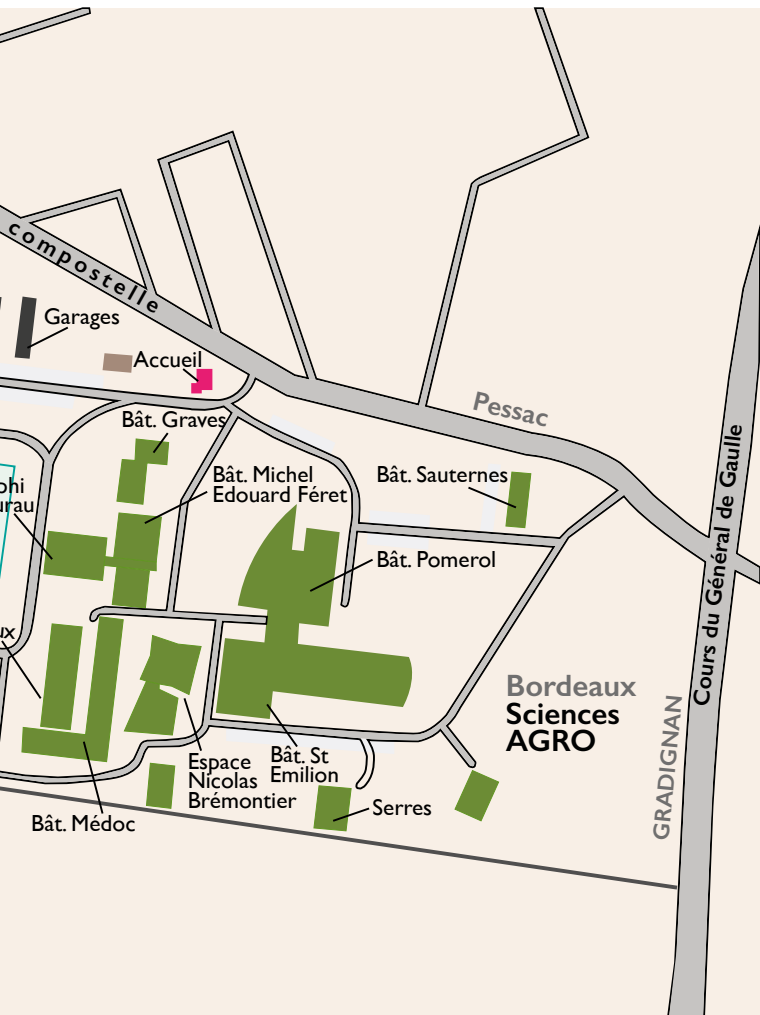 compostelle
Garages
Accueil
Pessac
Bât. Graves
Cours du Général de Gaulle
Bât. Michel
Edouard Féret
Bât. Sauternes
Bât. Pomerol
Bordeaux
Sciences
AGRO
GRADIGNAN
Espace
Nicolas
Brémontier
Bât. St
Emilion
Serres
Bât. Médoc